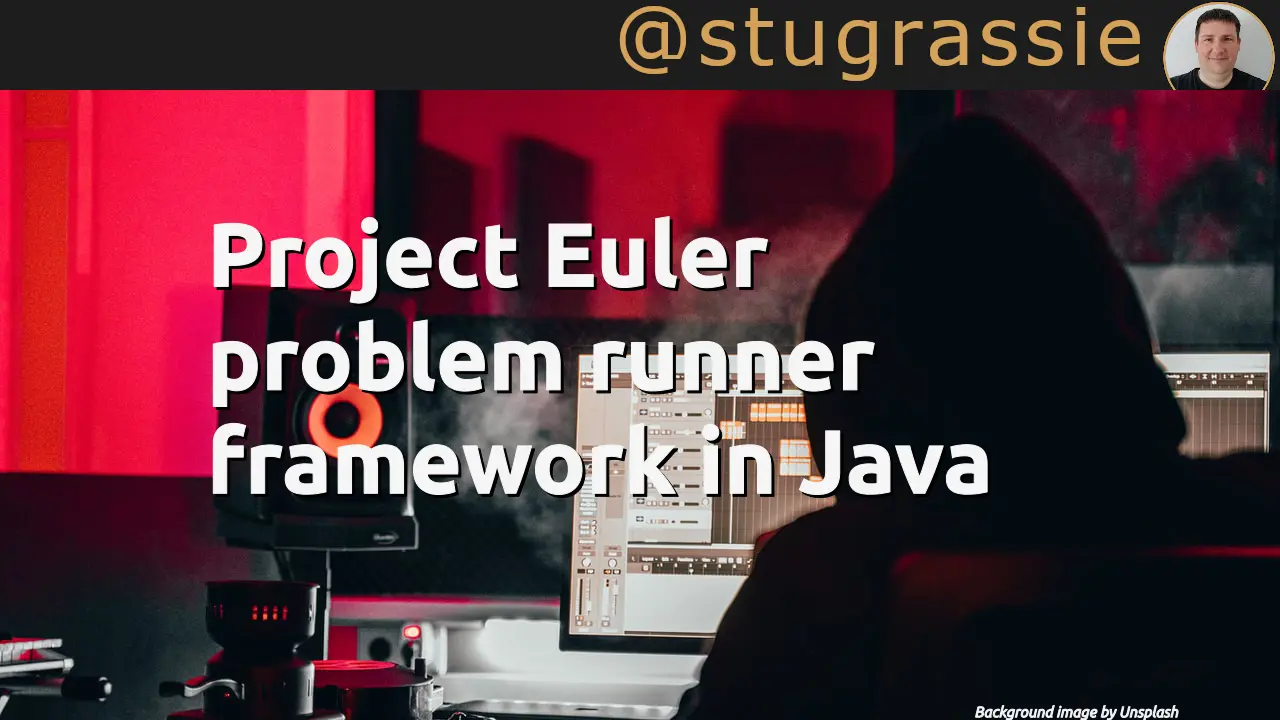 @stugrassie
Project Euler
problem runner
framework in Java
Background image by Unsplash